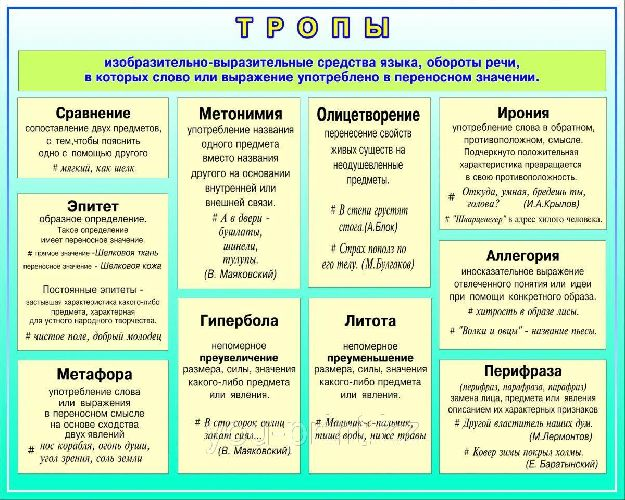 ТРОПЫ
изобразительно-выразительные средства языка, обороты речи,
в которых слово или выражение употреблено в переносном значении.
Сравнение
сопоставление двух предметов,
с тем,чтобы пояснить
одно с помощью другого
# мягкий, как шелк
Эпитет
образное определение.
Такое определение
имеет переносное значение.
# прямое значение -Шелковая ткань
переносное значение - Шелковая кожа
Постоянные эпитеты -
застывшая характеристика какого-либо
предмета, характерная
для устного народного творчества.
# чистое поле, добрый молодец
Метафора
употребление слова
или выражения
в переносном смысле
на основе сходства
двух явлений
# нос корабля, огонь души,
угол зрения, соль земли
Метонимия
употребление названия
одного предмета
вместо названия
другого на основании
внутренней или
внешней связи.
# А в двери -
бушлаты,
шинели,
тулупы.
(В. Маяковский)
Гипербола
непомерное
преувеличение
размера, силы, значения
какого-либо предмета
или явления.
# В сто сорок солнц
закат сиял...
(В. Маяковский)
Олицетворение
перенесение свойств
живых существ на
неодушевленные
предметы.
# В степи грустят
стога.(А.Блок)
# Страх пополз по
его телу. (М.Булгаков)
Литота
непомерное
преуменьшение
размера, силы, значения
какого-либо предмета
или явления.
# Мальчик-с-пальчик,
тише воды, ниже травы
Ирония
употребление слова в обратном,
противоположном, смысле.
Подчеркнуто положительная
характеристика превращается
в свою противоположность.
# Откуда, умная, бредешь ты,
голова? (И.А.Крылов)
# "Шварценегер" в адрес хилого человека.
Аллегория
иносказательное выражение
отвлеченного понятия или идеи
при помощи конкретного образа.
# хитрость в образе лисы.
# "Волки и овцы" - название пьесы.
Перифраза
(перифраз, парафраза, парафраз)
замена лица, предмета или явления
описанием их характерных признаков
# Другой властитель наших дум.
(М.Лермонтов)
# Ковер зимы покрыл холмы.
(Е. Баратынский)